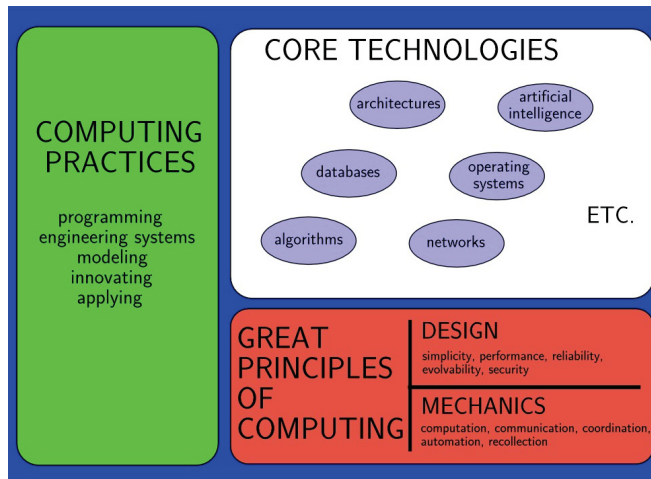 COMPUTING
PRACTICES
programming
engineering systems
modeling
innovating
applying
CORE TECHNOLOGIES
architectures
artificial
intelligence
databases
operating
systems
algorithms
networks
ETC.
GREAT
PRINCIPLES
OF
COMPUTING
DESIGN
simplicity, performance, reliability,
evolvability, security
MECHANICS
computation, communication, coordination,
automation, recollection